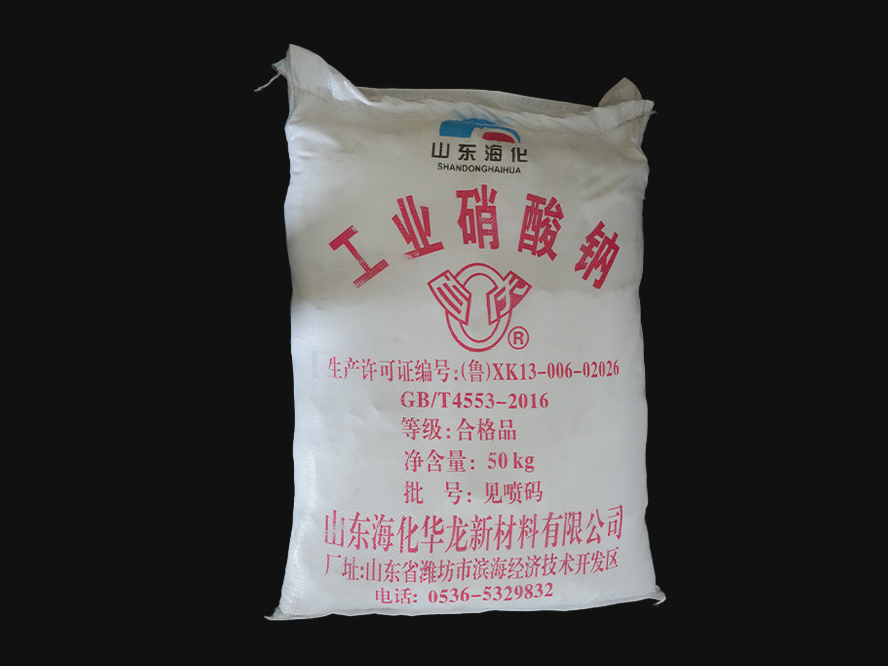 山东海化
SHANDONGHAIHUA
工业硝酸钠
®
生产许可证编号:(鲁)XK13-006-02026
GB/T4553-2016
等级:合格品
净含量: 50kg
批 号: 见喷码
山东海化华龙新材料有限公司
厂址:山东省潍坊市滨海经济技术开发区
电话: 0536-5329832